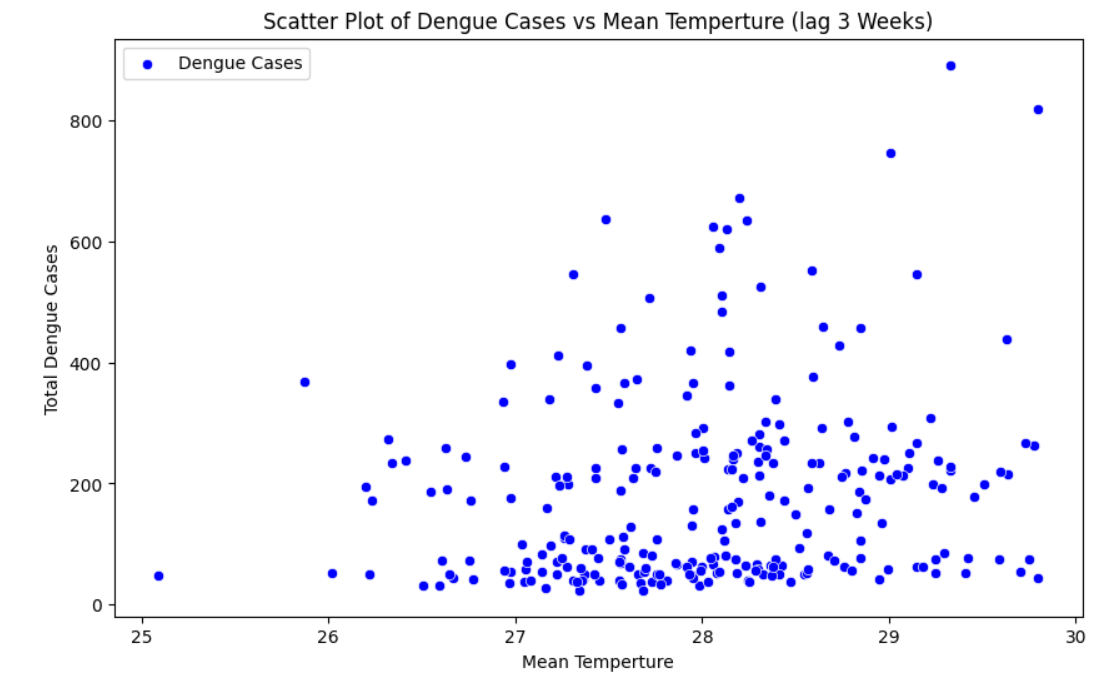 Scatter Plot of Dengue Cases vs Mean Temperture (lag 3 Weeks)
Dengue Cases
Total Dengue Cases
800
600
400
200
0
25 26 27 28 29 30
Mean Temperture